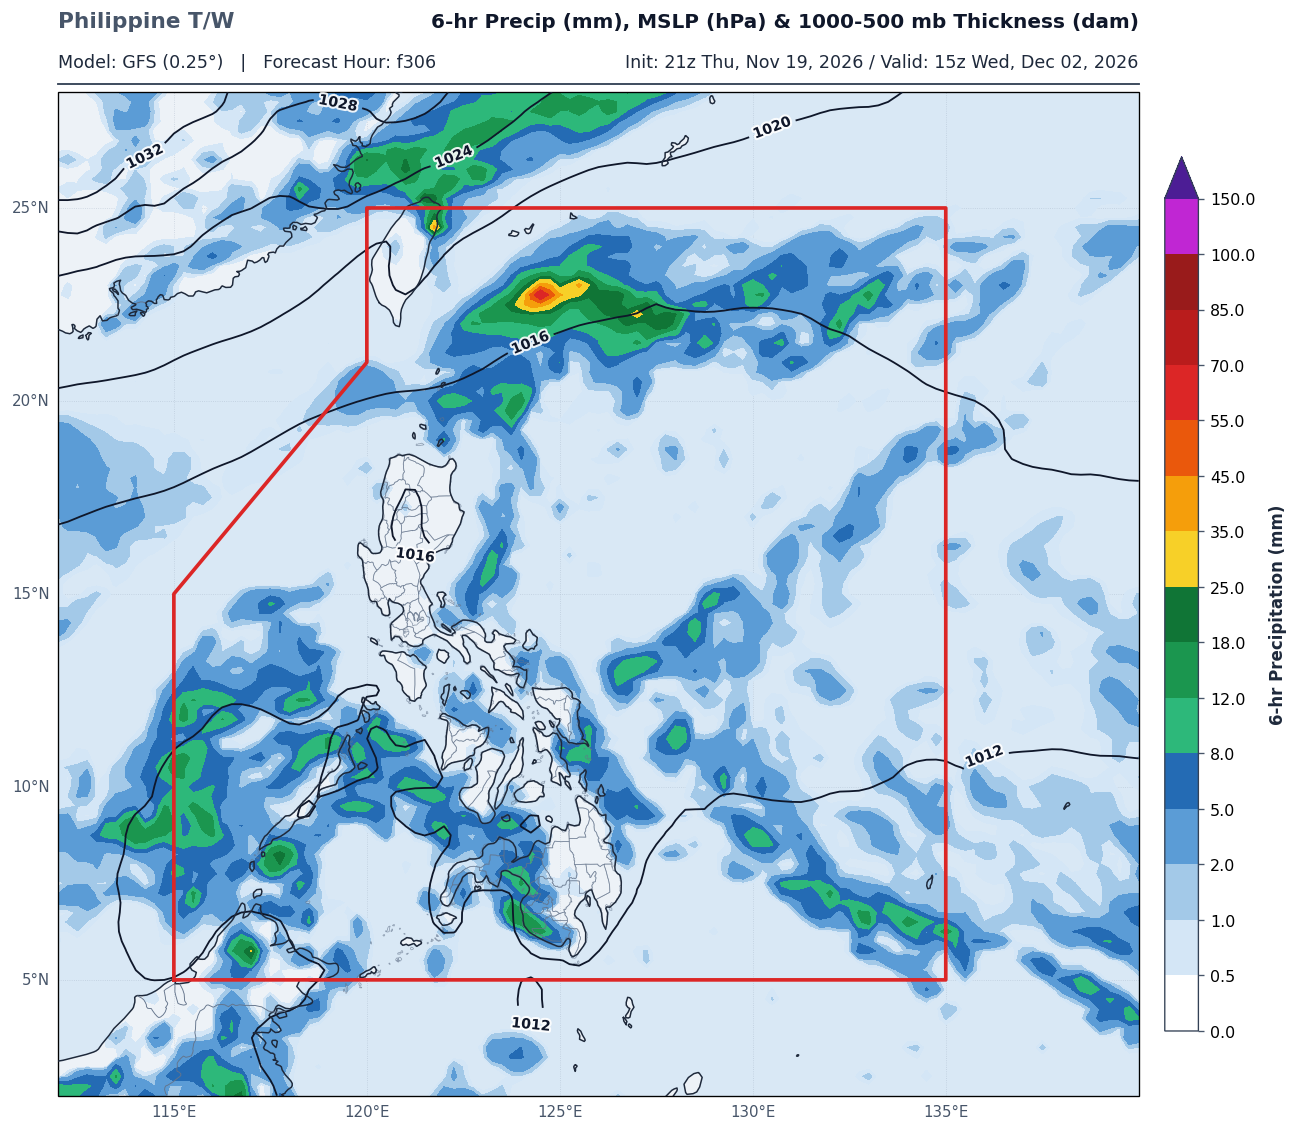 Philippine T/W
6-hr Precip (mm), MSLP (hPa) & 1000-500 mb Thickness (dam)
Model: GFS (0.25°) | Forecast Hour: f306
Init: 21z Thu, Nov 19, 2026 / Valid: 15z Wed, Dec 02, 2026
1028
1032
1024
1020
1016
1016
1012
1012
25°N
20°N
15°N
10°N
5°N
115°E
120°E
125°E
130°E
135°E
150.0
100.0
85.0
70.0
55.0
45.0
35.0
25.0
18.0
12.0
8.0
5.0
2.0
1.0
0.5
0.0
6-hr Precipitation (mm)